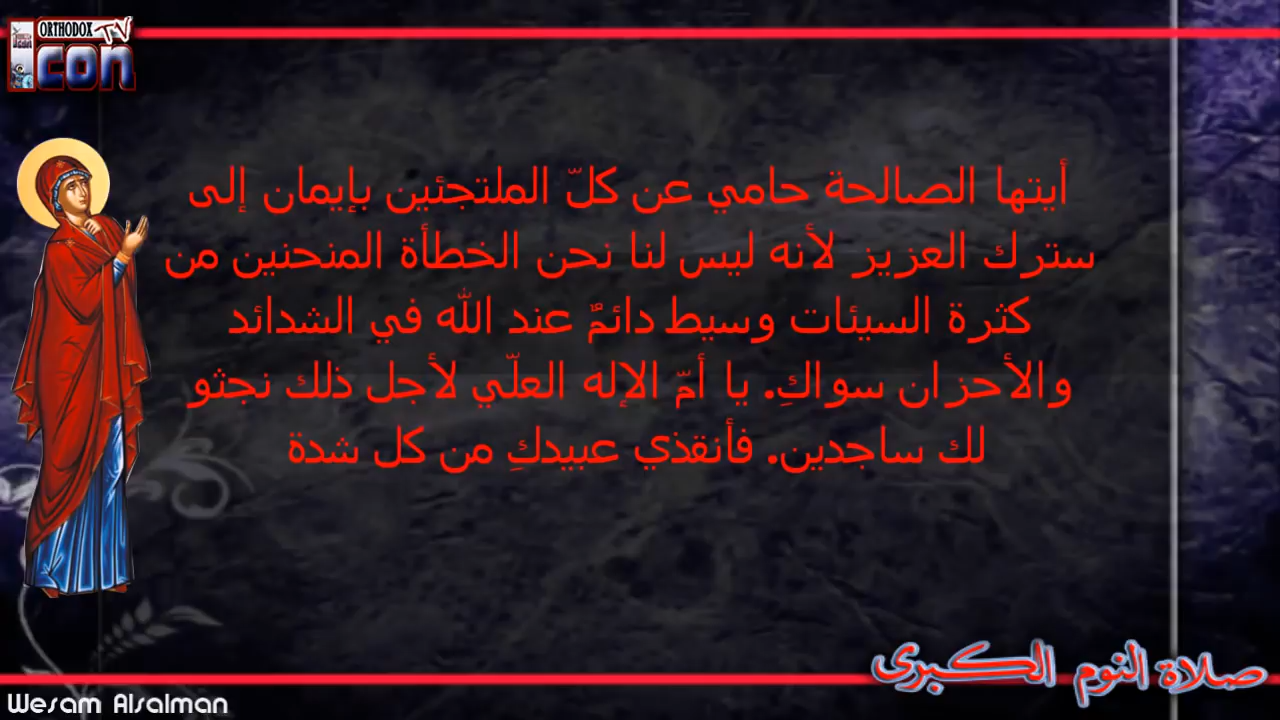 ORTHODOX TV
Icon
أيتها الصالحة حامي عن كلّ الملتجئين بإيمان إلى
سترك العزيز لأنه ليس لنا نحن الخطأة المنحنين من
كثرة السيئات وسيط دائمٌ عند الله في الشدائد
والأحزان سواكِ. يا أمّ الإله العلّي لأجل ذلك نجثو
لك ساجدين. فأنقذي عبيدكِ من كل شدة
صلاة النوم الكبرى
Wesam Alsalman